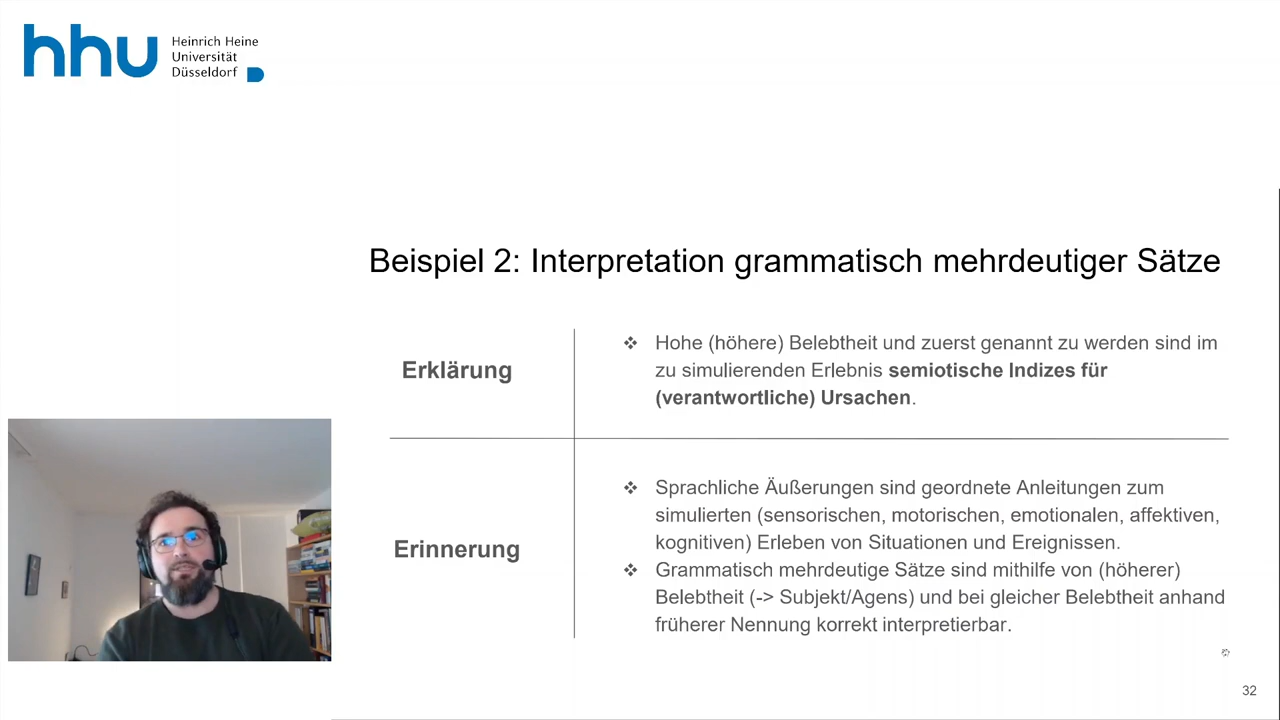 hhu Heinrich Heine
Universität
Düsseldorf
Beispiel 2: Interpretation grammatisch mehrdeutiger Sätze
Erklärung
❖ Hohe (höhere) Belebtheit und zuerst genannt zu werden sind im
zu simulierenden Erlebnis semiotische Indizes für
(verantwortliche) Ursachen.
Erinnerung
❖ Sprachliche Äußerungen sind geordnete Anleitungen zum
simulierten (sensorischen, motorischen, emotionalen, affektiven,
kognitiven) Erleben von Situationen und Ereignissen.
❖ Grammatisch mehrdeutige Sätze sind mithilfe von (höherer)
Belebtheit (-> Subjekt/Agens) und bei gleicher Belebtheit anhand
früherer Nennung korrekt interpretierbar.
32